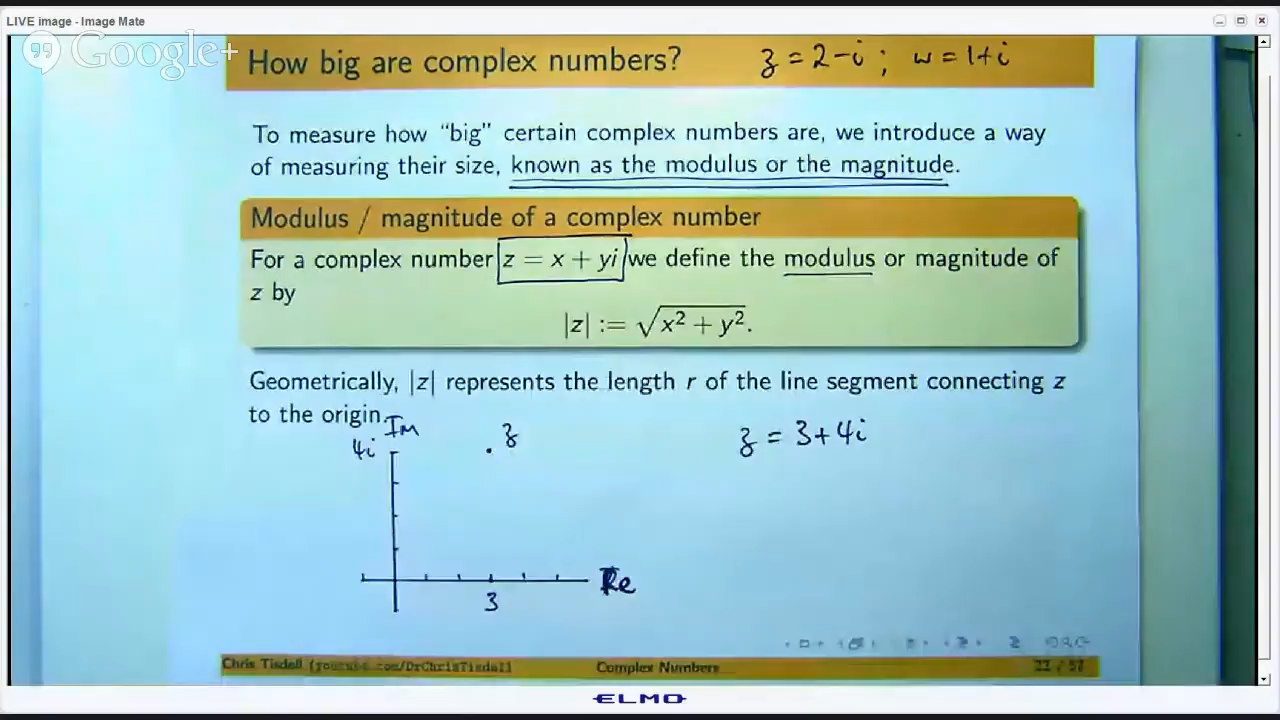 LIVE image - Image Mate
Google+
How big are complex numbers? z = 2-i ; w = 1+i
To measure how "big" certain complex numbers are, we introduce a way
of measuring their size, known as the modulus or the magnitude.
Modulus / magnitude of a complex number
For a complex number z = x + yi we define the modulus or magnitude of
z by
|z| := √x² + y².
Geometrically, |z| represents the length r of the line segment connecting z
to the origin.
Im
4i
z
z = 3+4i
Re
3
Chris Tisdell (youtube.com/DrChrisTisdell Complex Numbers
ELMO